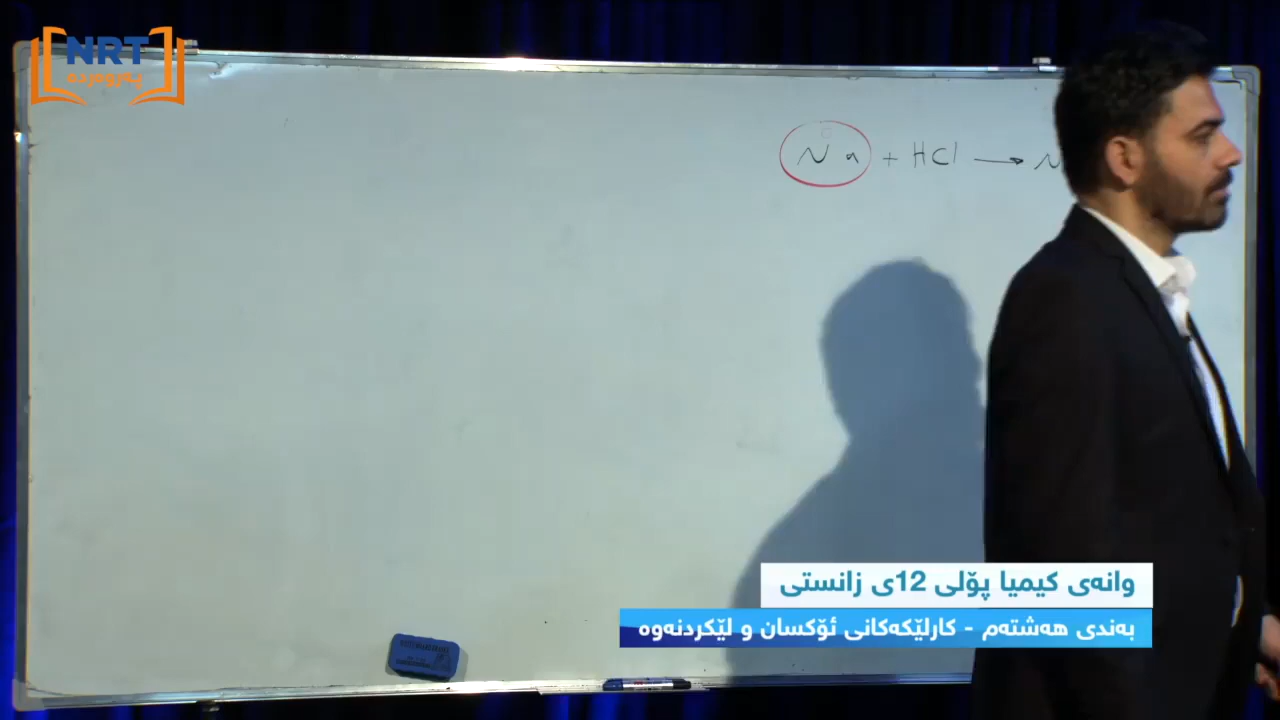 NRT
پەروەردە
Na + HCl → N
وانەی کیمیا پۆلی 12ی زانستی
بەندی هەشتەم - کارلێکەکانی ئۆکسان و لێکردنەوە